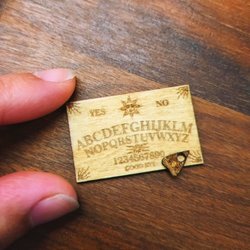 YES NO
ABCDEFGHIJKLM
NOPQRSTUVWXYZ
1234567890
GOOD BYE